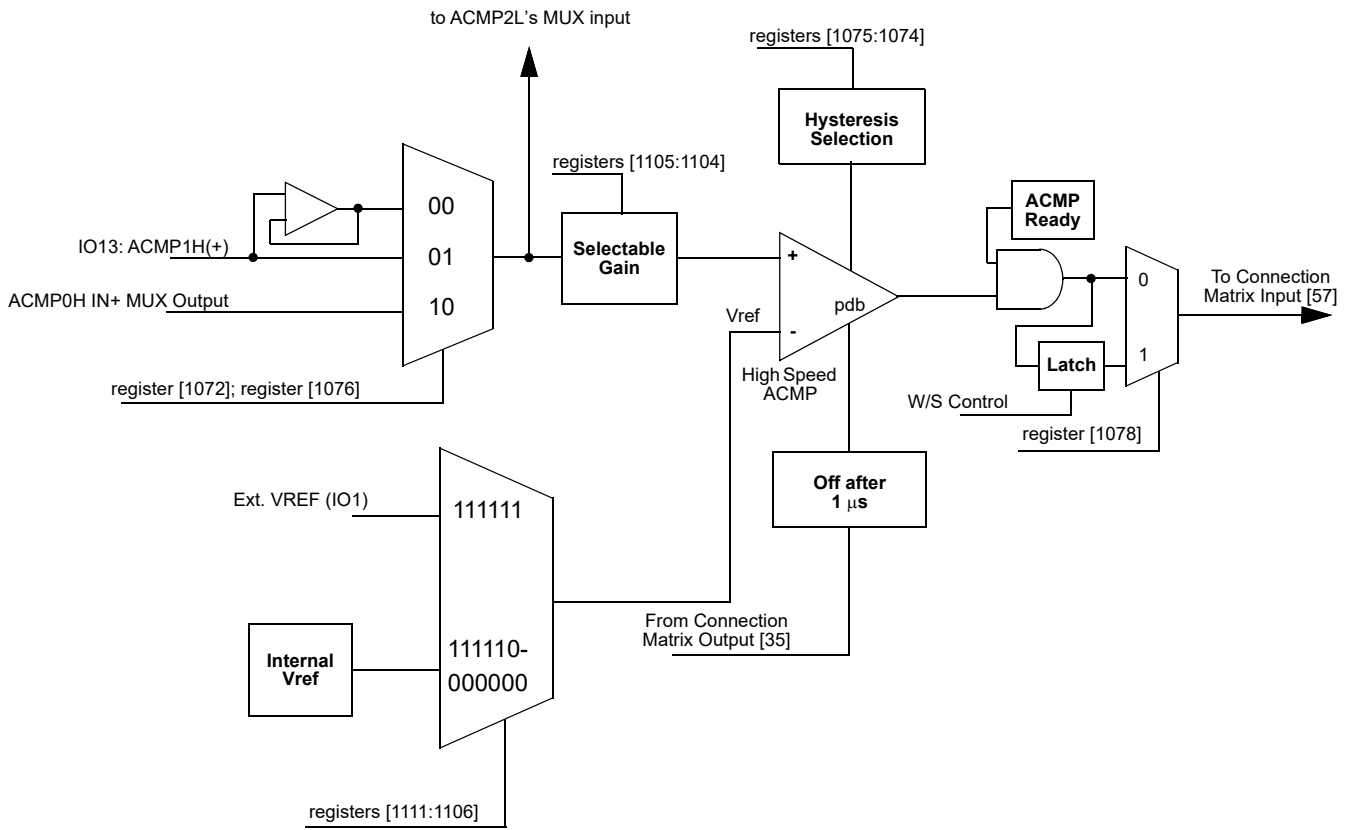 to ACMP2L's MUX input
registers [1075:1074]
Hysteresis
Selection
registers [1105:1104]
ACMP
Ready
00
Selectable
Gain
IO13: ACMP1H(+)
01
+
ACMP0H IN+ MUX Output
10
Vref
-
pdb
0
To Connection
Matrix Input [57]
1
Latch
High Speed
ACMP
register [1072]; register [1076]
W/S Control
register [1078]
Off after
1 μs
Ext. VREF (IO1)
111111
From Connection
Matrix Output [35]
Internal
Vref
111110-
000000
registers [1111:1106]